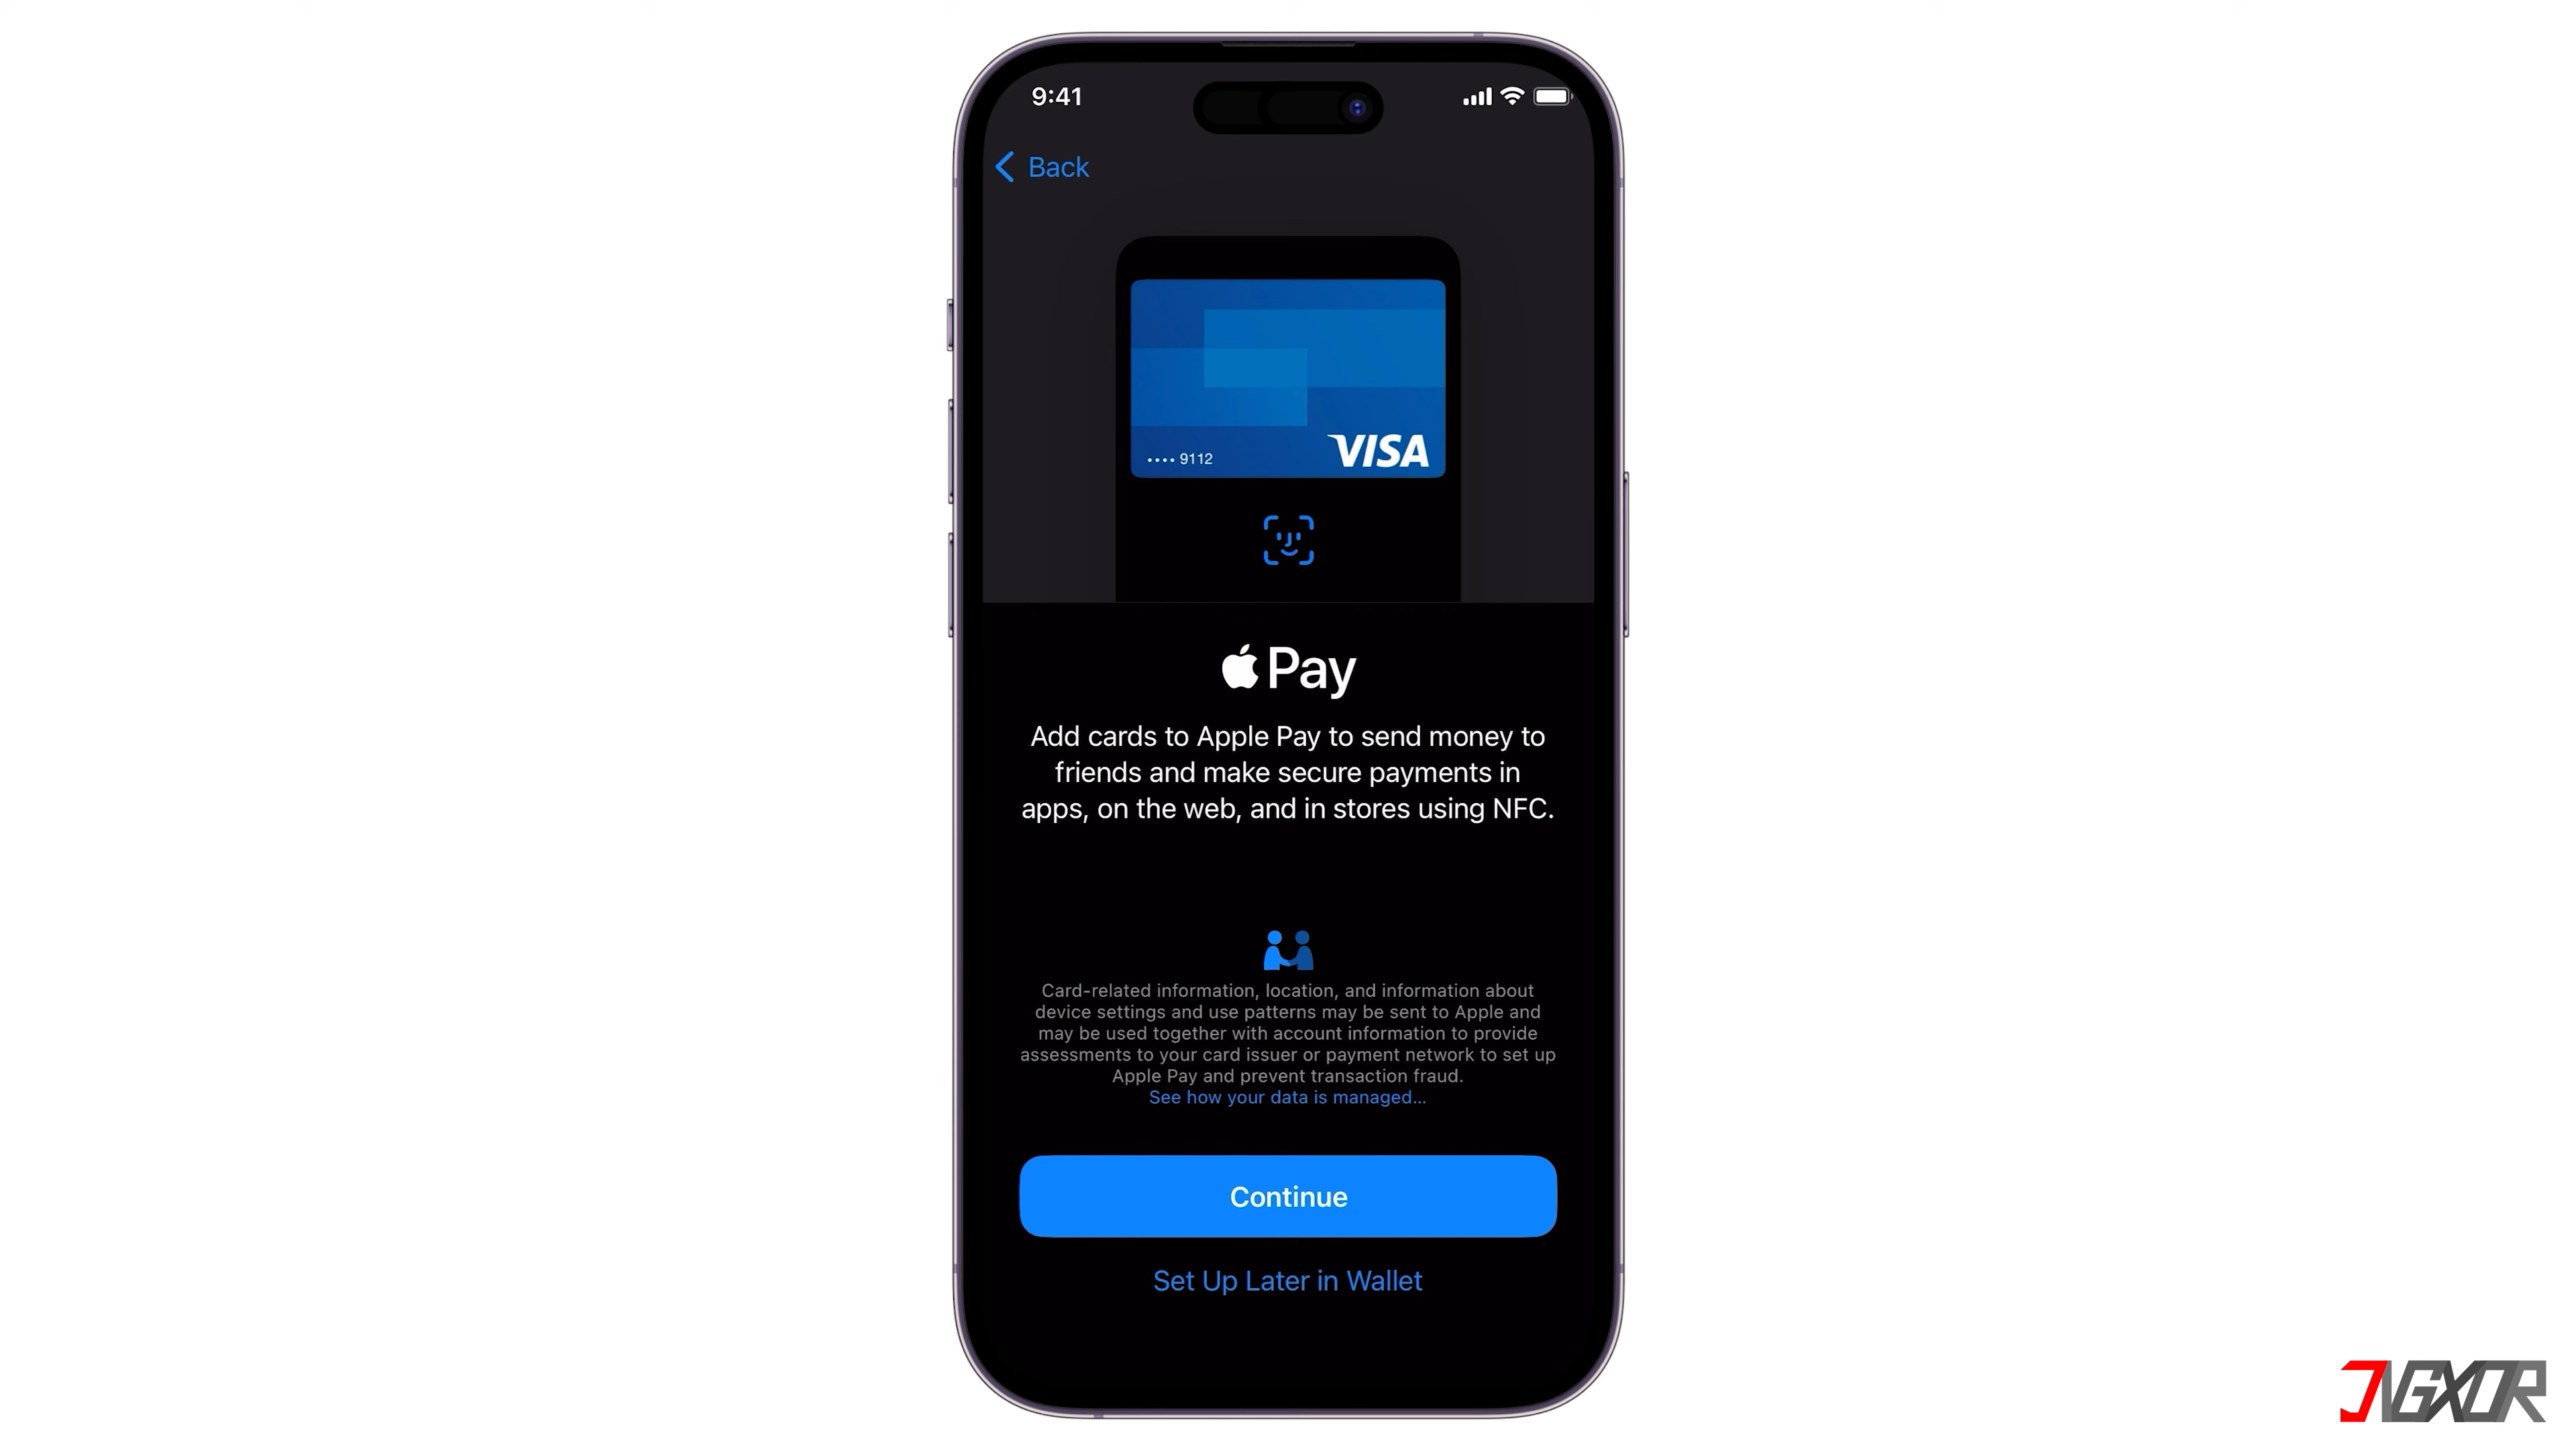 9:41
Back
•••• 9112
VISA
Pay
Add cards to Apple Pay to send money to
friends and make secure payments in
apps, on the web, and in stores using NFC.
Card-related information, location, and information about
device settings and use patterns may be sent to Apple and
may be used together with account information to provide
assessments to your card issuer or payment network to set up
Apple Pay and prevent transaction fraud.
See how your data is managed...
Continue
Set Up Later in Wallet
JNGXOR